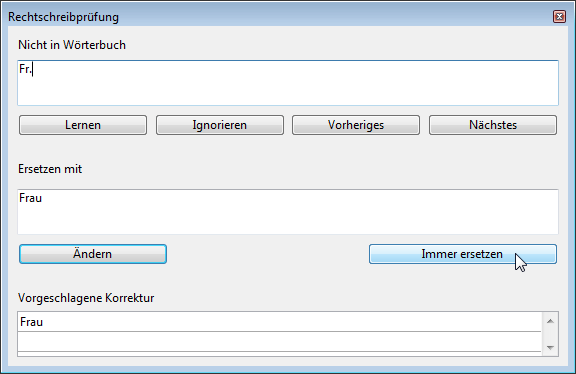 Rechtschreibprüfung
Nicht in Wörterbuch
Fr.
Lernen Ignorieren Vorheriges Nächstes
Ersetzen mit
Frau
Ändern Immer ersetzen
Vorgeschlagene Korrektur
Frau